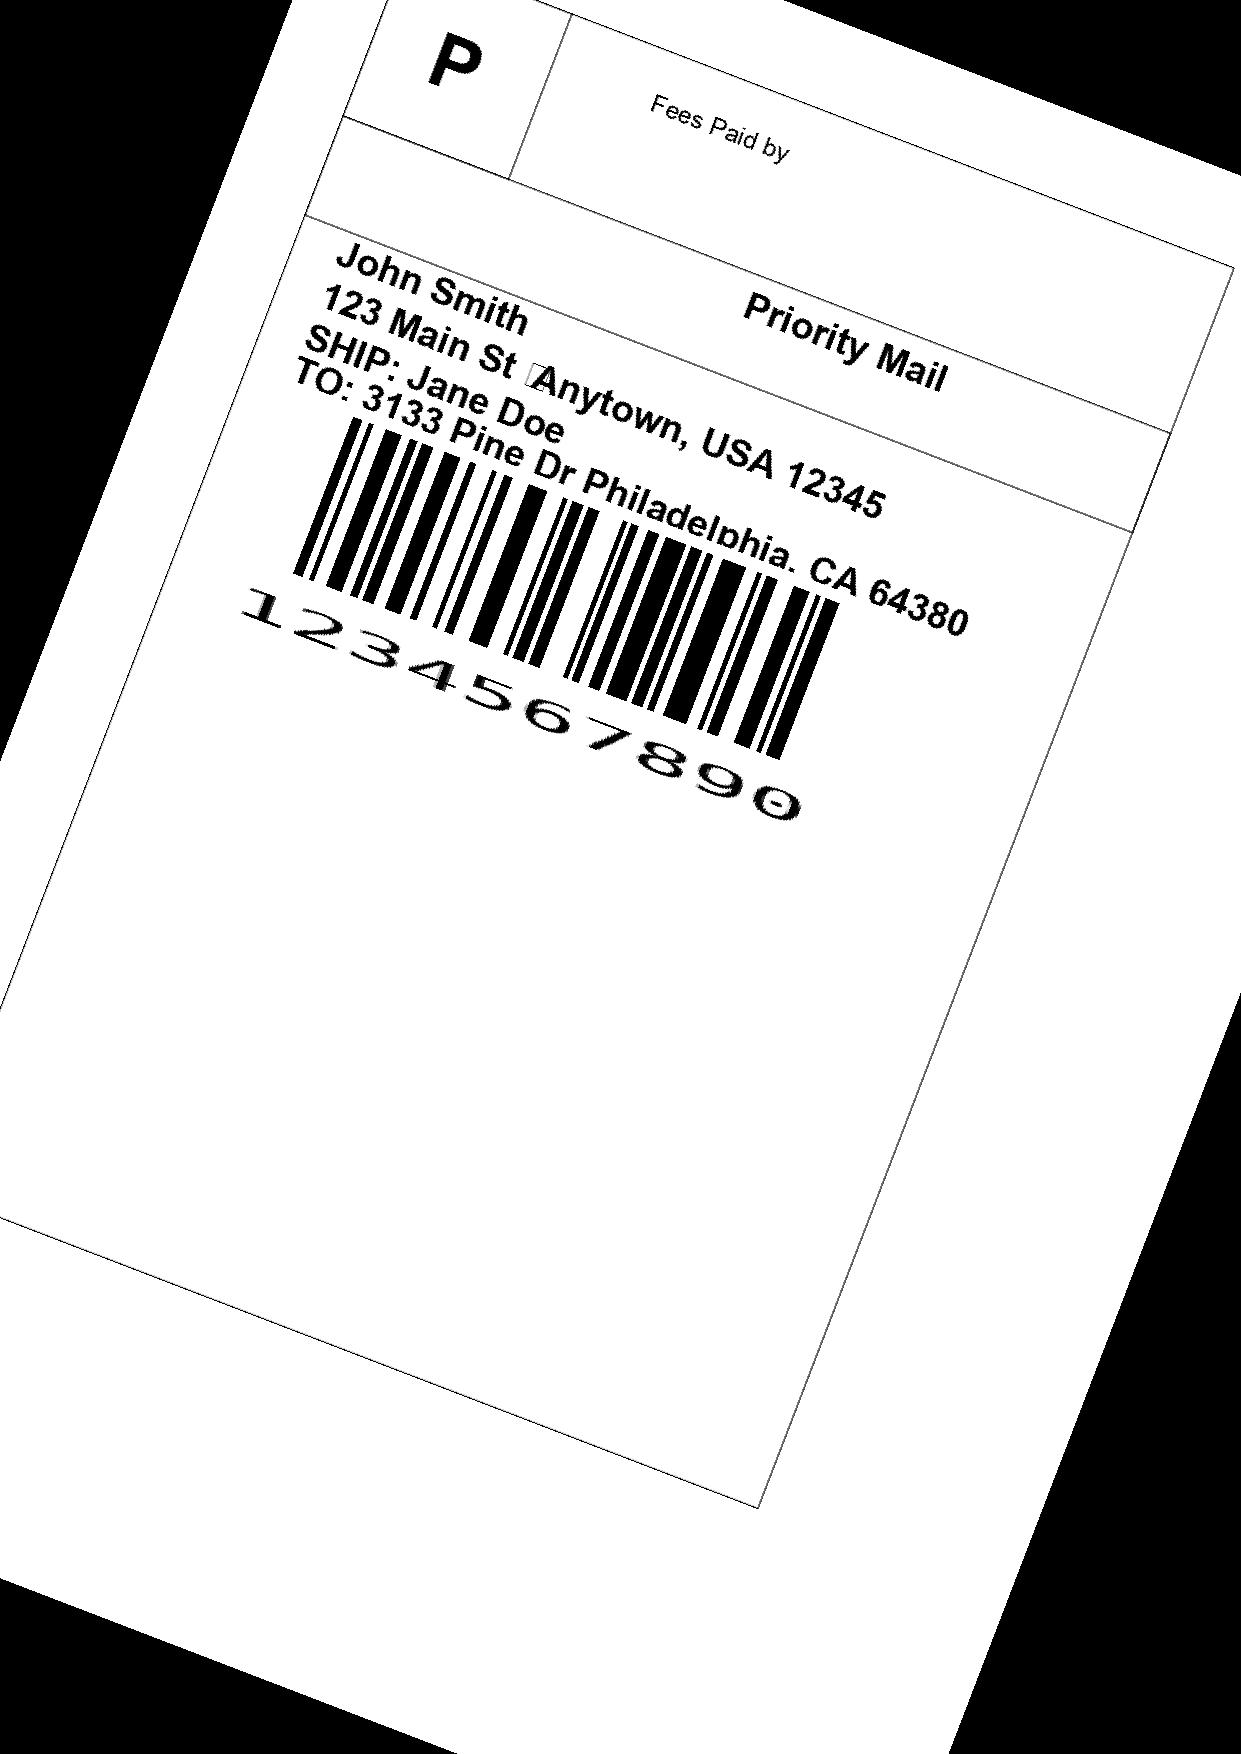 P
Fees Paid by
Priority Mail
John Smith
123 Main St Anytown, USA 12345
SHIP: Jane Doe
TO: 3133 Pine Dr Philadelphia. CA 64380
1234567890